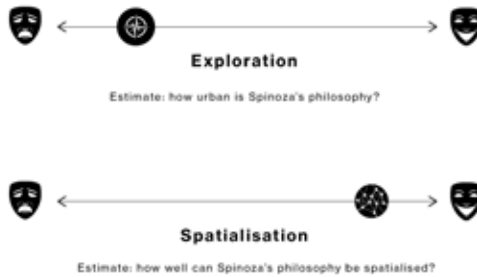 Exploration
Estimate: how urban is Spinoza's philosophy?
Spatialisation
Estimate: how well can Spinoza's philosophy be spatialised?